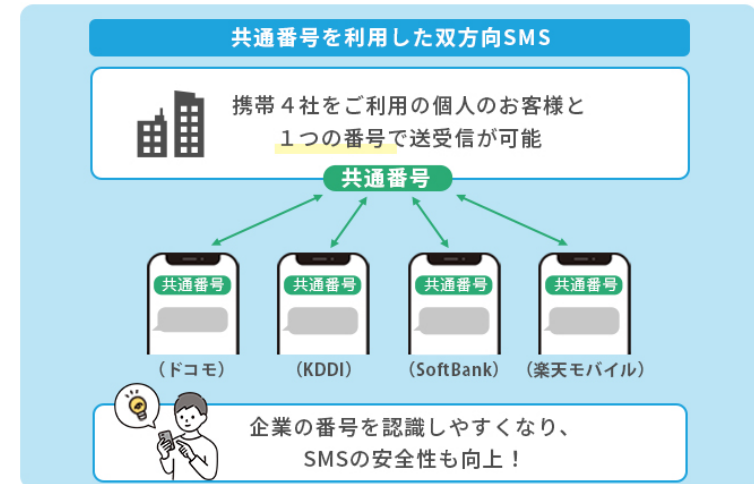 共通番号を利用した双方向SMS
携帯４社をご利用の個人のお客様と
１つの番号で送受信が可能
共通番号
共通番号
共通番号
共通番号
共通番号
（ドコモ）
（KDDI）
（SoftBank）
（楽天モバイル）
企業の番号を認識しやすくなり、
SMSの安全性も向上！